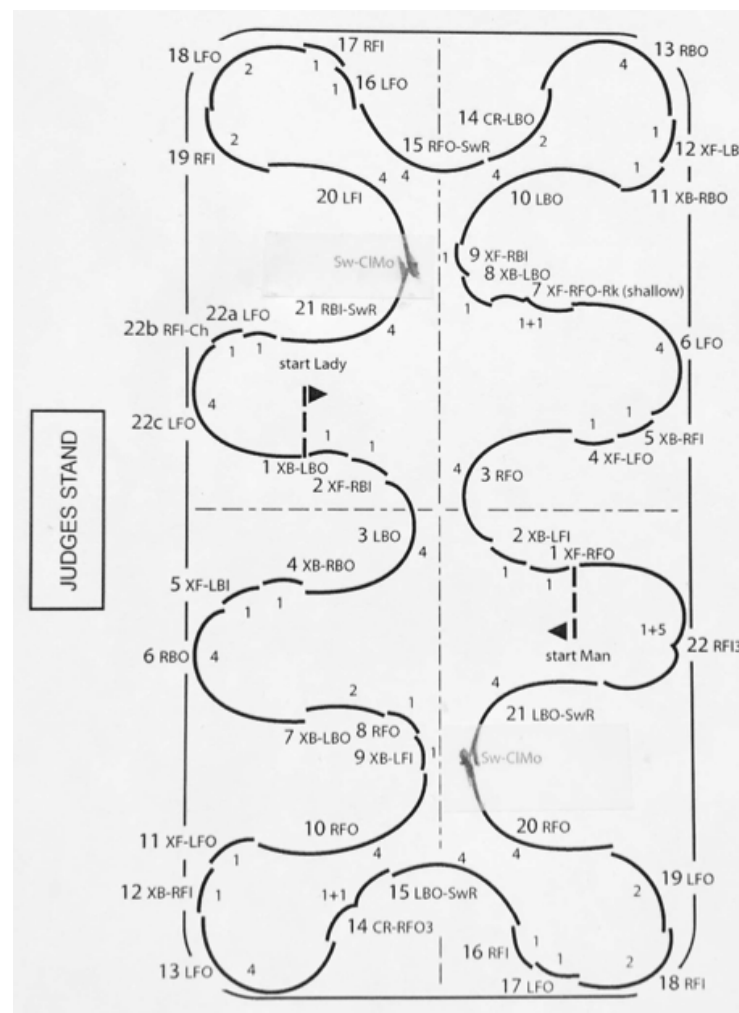 17 RFI
18 LFO
2
1
16 LFO
1
13 RBO
4
14 CR-LBO
15 RFO-SwR
2
1
12 XF-LB
19 RFI
2
4
4
4
1
11 XB-RBO
20 LFI
10 LBO
Sw-ClMo
1
9 XF-RBI
8 XB-LBO
7 XF-RFO-Rk (shallow)
1
1+1
21 RBI-SwR
4
22a LFO
22b RFI-Ch
1
1
6 LFO
4
start Lady
4
22c LFO
1
1
5 XB-RFI
4 XF-LFO
1 XB-LBO
1
1
2 XF-RBI
4
3 RFO
JUDGES STAND
3 LBO
4
2 XB-LFI
1 XF-RFO
1
1
4 XB-RBO
5 XF-LBI
1
1
6 RBO
4
start Man
1+5
22 RFI3
4
21 LBO-SwR
2
1
7 XB-LBO
8 RFO
9 XB-LFI
1
Sw-ClMo
10 RFO
4
20 RFO
4
4
11 XF-LFO
1
12 XB-RFI
1
1+1
15 LBO-SwR
14 CR-RFO3
19 LFO
2
13 LFO
4
16 RFI
1
1
17 LFO
2
18 RFI